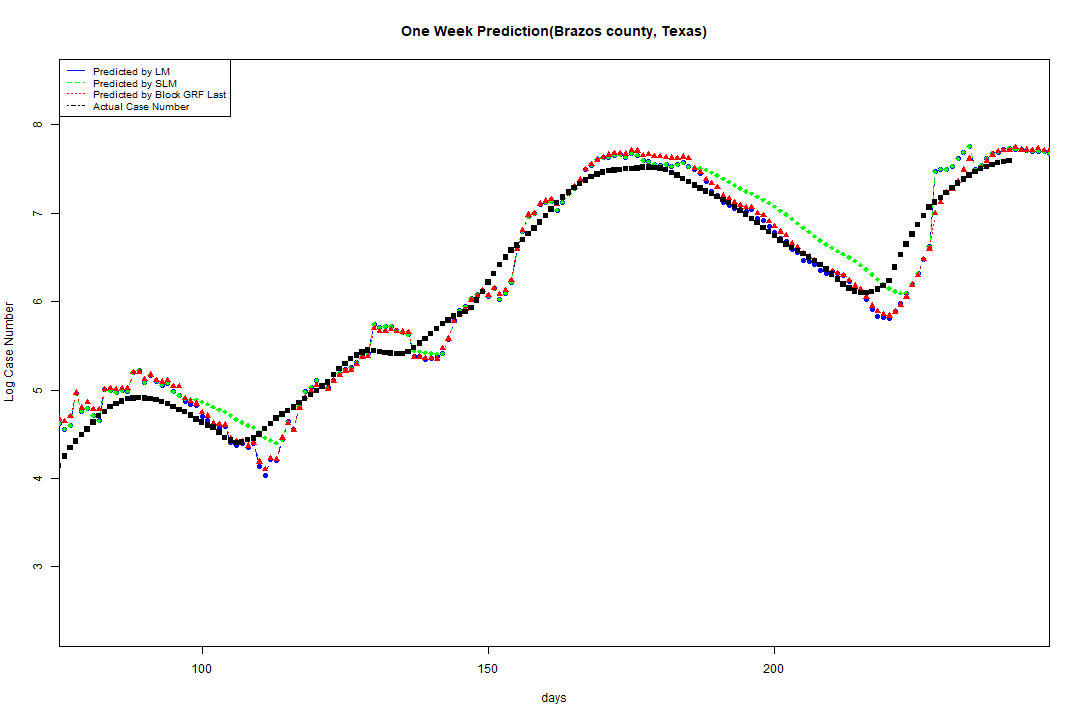 One Week Prediction(Brazos county, Texas)
Predicted by LM
Predicted by SLM
Predicted by Block GRF Last
Actual Case Number
8
7
6
5
4
3
Log Case Number
100 150 200
days